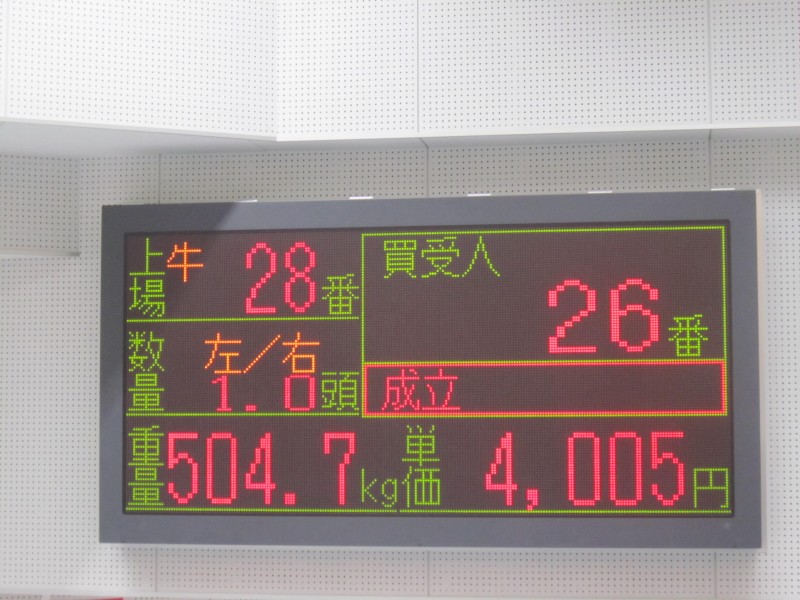 上場 牛 28番
数量 左／右 1.0頭
買受人 26番
成立
重量 504.7kg 単価 4,005円